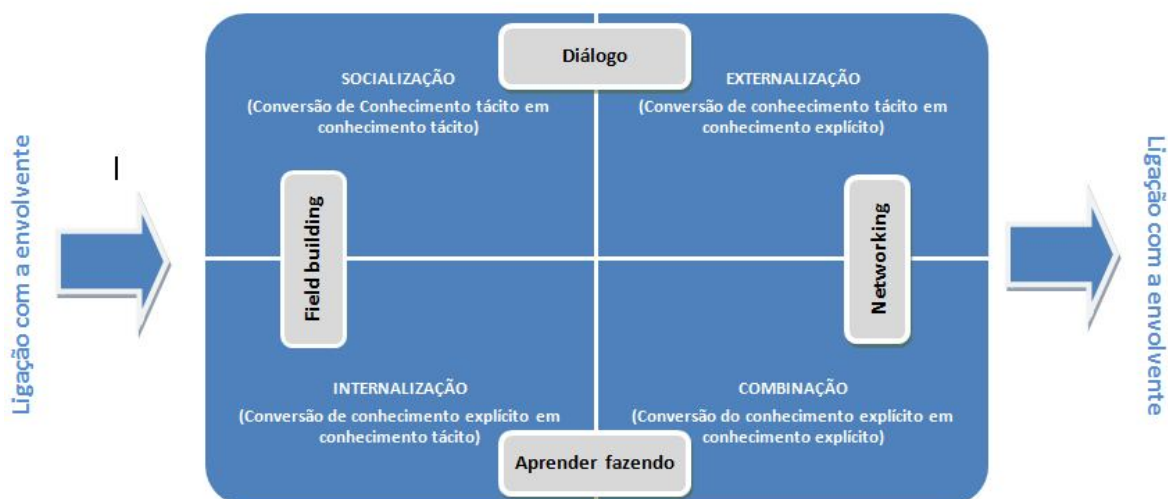 Diálogo
SOCIALIZAÇÃO
(Conversão de Conhecimento tácito em
conhecimento tácito)
EXTERNALIZAÇÃO
(Conversão de conheecimento tácito em
conhecimento explícito)
Ligação com a envolvente
|
Field building
Networking
Ligação com a envolvente
INTERNALIZAÇÃO
(Conversão de conhecimento explícito em
conhecimento tácito)
COMBINAÇÃO
(Conversão do conhecimento explícito em
conhecimento explícito)
Aprender fazendo